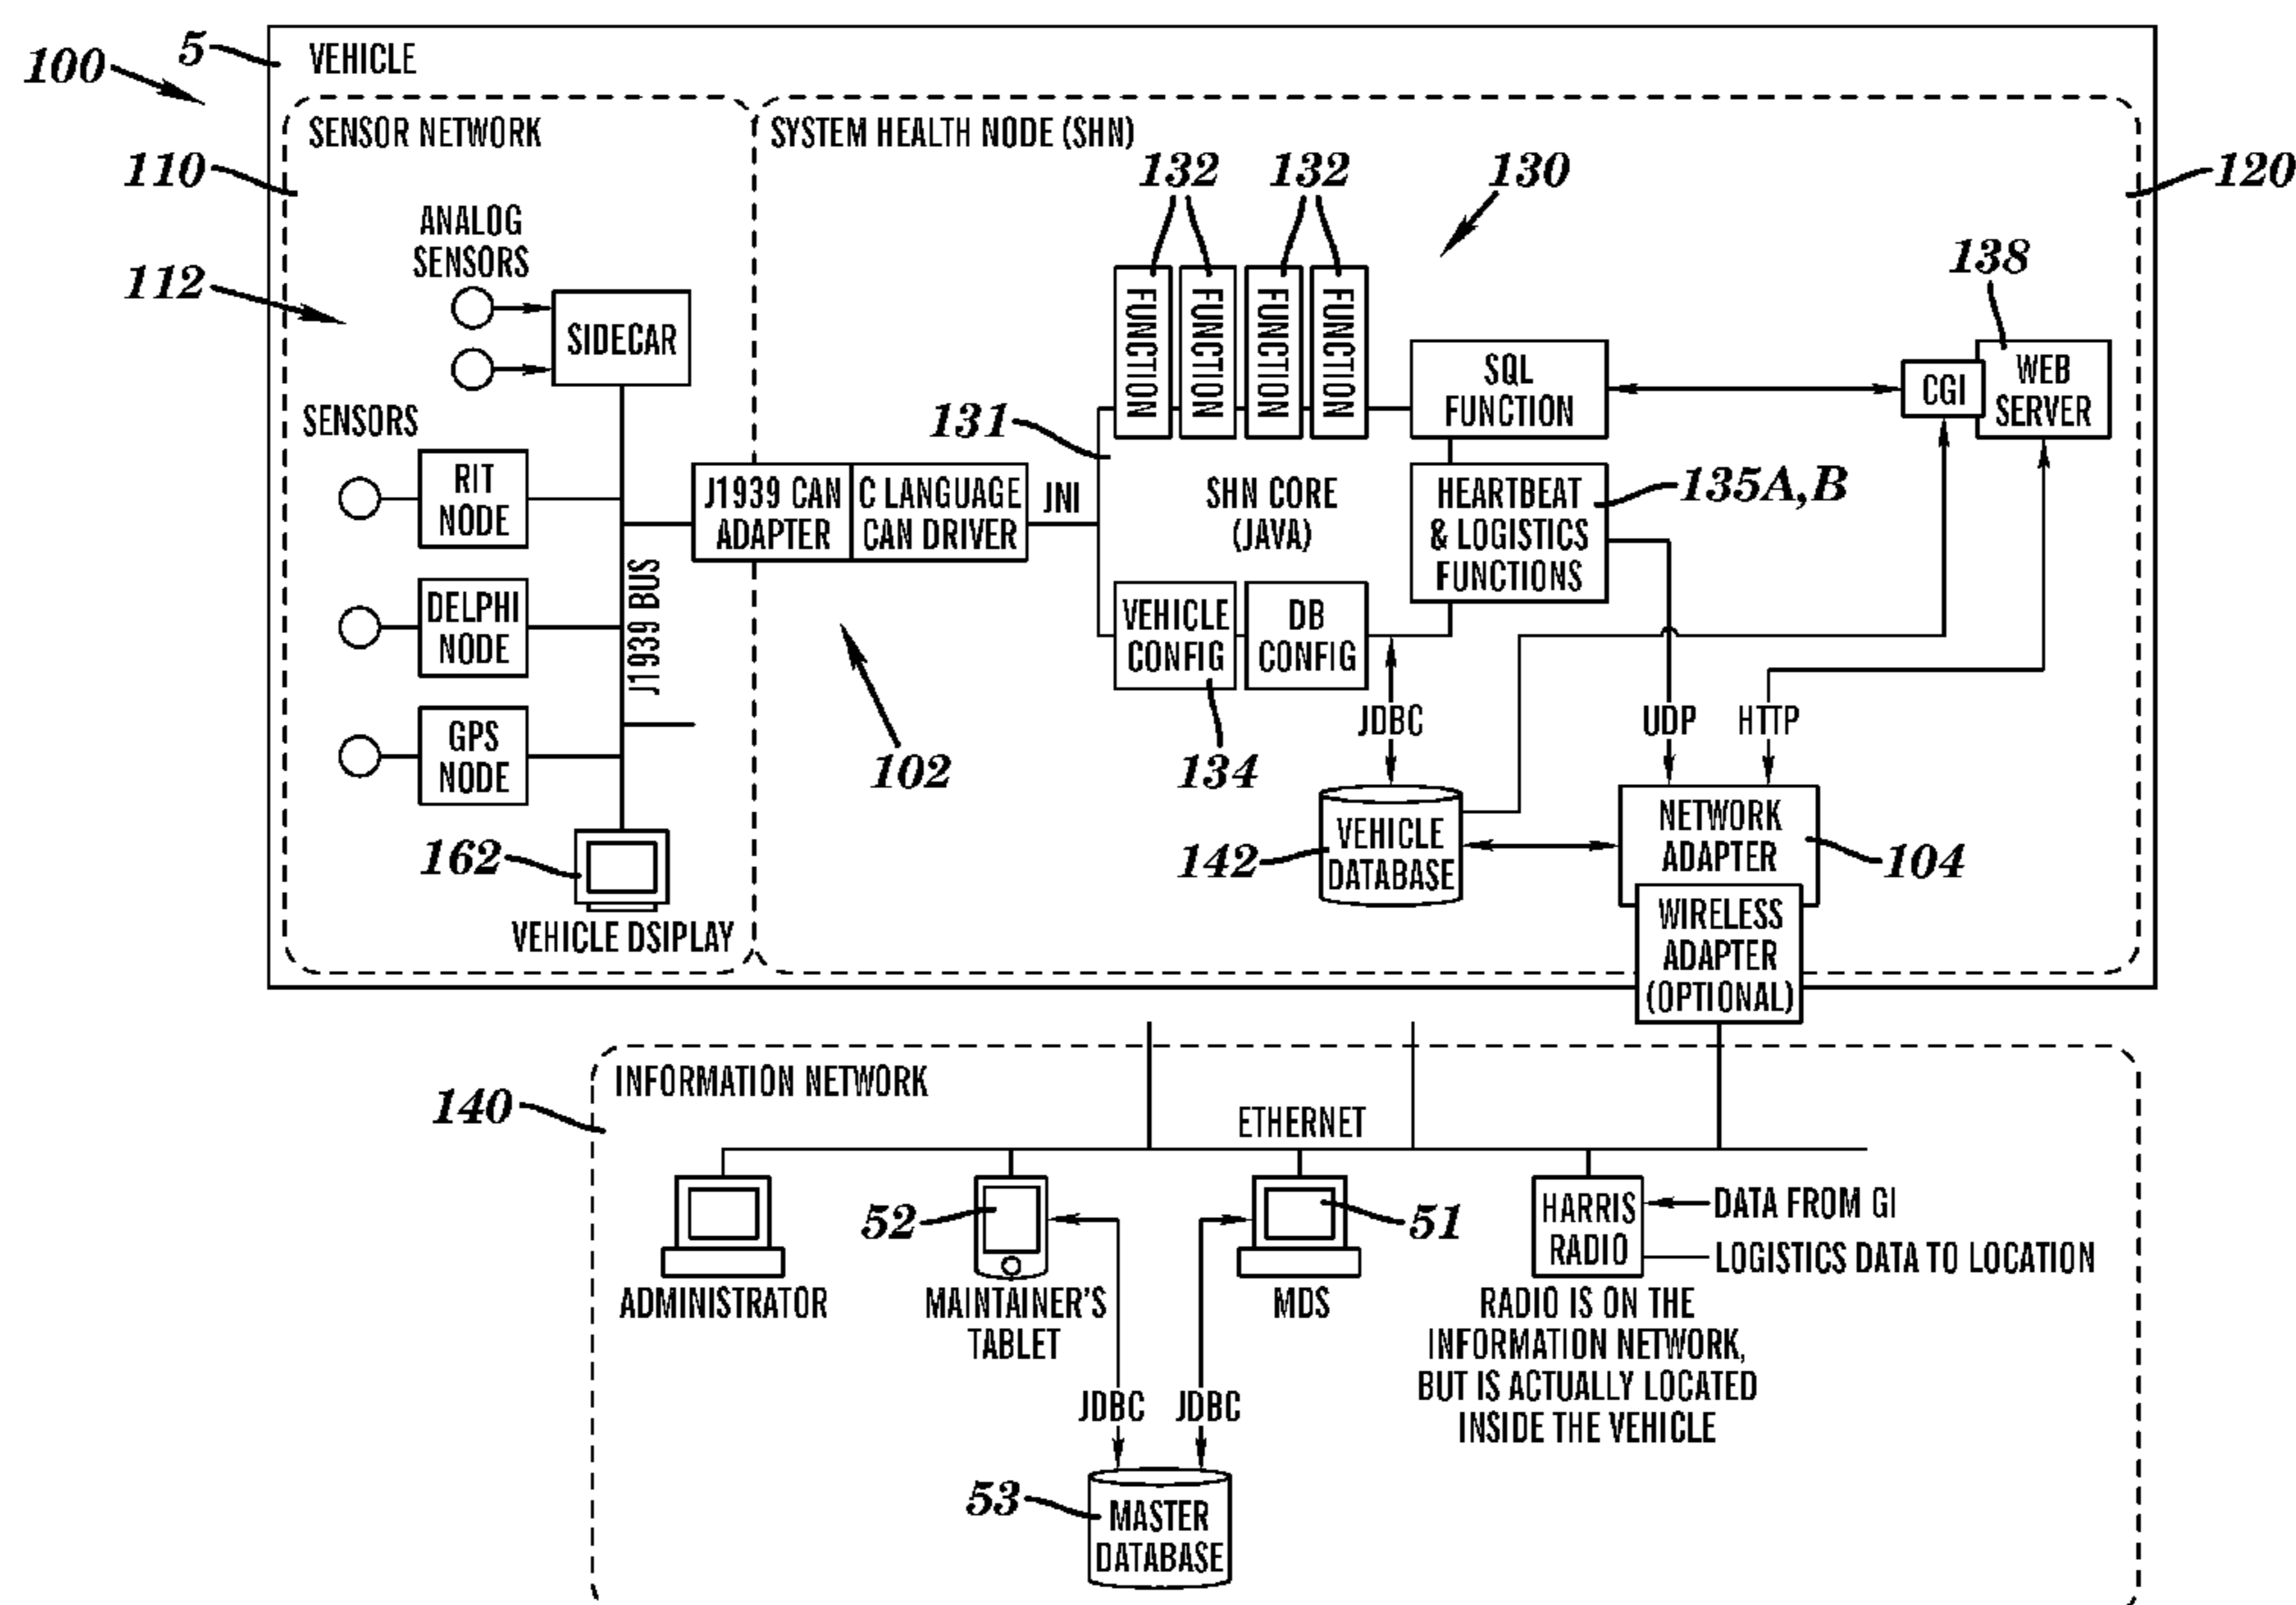 100
5
VEHICLE
SENSOR NETWORK
110
112
ANALOG
SENSORS
SIDECAR
SENSORS
RIT
NODE
DELPHI
NODE
GPS
NODE
J1939 BUS
162
VEHICLE DSIPLAY
SYSTEM HEALTH NODE (SHN)
120
130
132
132
FUNCTION
FUNCTION
FUNCTION
FUNCTION
131
J1939 CAN
ADAPTER
C LANGUAGE
CAN DRIVER
JNI
102
SHN CORE
(JAVA)
SQL
FUNCTION
HEARTBEAT
& LOGISTICS
FUNCTIONS
135A,B
138
CGI
WEB
SERVER
VEHICLE
CONFIG
DB
CONFIG
134
JDBC
UDP
HTTP
142
VEHICLE
DATABASE
NETWORK
ADAPTER
104
WIRELESS
ADAPTER
(OPTIONAL)
140
INFORMATION NETWORK
ETHERNET
ADMINISTRATOR
52
MAINTAINER'S
TABLET
51
MDS
HARRIS
RADIO
DATA FROM GI
LOGISTICS DATA TO LOCATION
RADIO IS ON THE
INFORMATION NETWORK,
BUT IS ACTUALLY LOCATED
INSIDE THE VEHICLE
JDBC
JDBC
53
MASTER
DATABASE